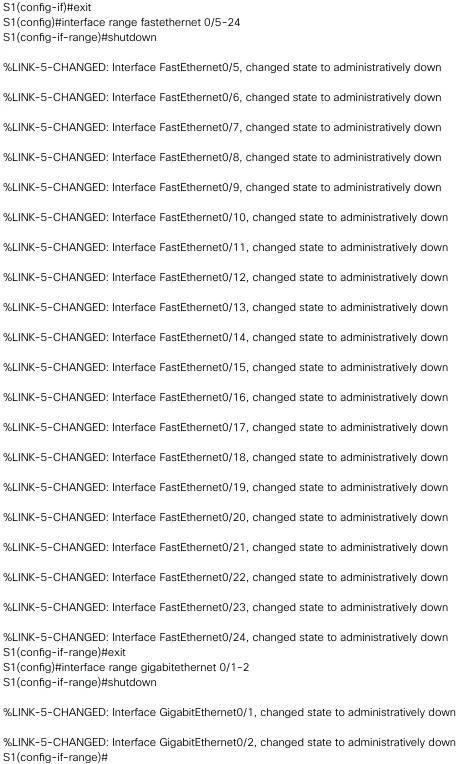 S1(config-if)#exit
S1(config)#interface range fastethernet 0/5-24
S1(config-if-range)#shutdown
%LINK-5-CHANGED: Interface FastEthernet0/5, changed state to administratively down
%LINK-5-CHANGED: Interface FastEthernet0/6, changed state to administratively down
%LINK-5-CHANGED: Interface FastEthernet0/7, changed state to administratively down
%LINK-5-CHANGED: Interface FastEthernet0/8, changed state to administratively down
%LINK-5-CHANGED: Interface FastEthernet0/9, changed state to administratively down
%LINK-5-CHANGED: Interface FastEthernet0/10, changed state to administratively down
%LINK-5-CHANGED: Interface FastEthernet0/11, changed state to administratively down
%LINK-5-CHANGED: Interface FastEthernet0/12, changed state to administratively down
%LINK-5-CHANGED: Interface FastEthernet0/13, changed state to administratively down
%LINK-5-CHANGED: Interface FastEthernet0/14, changed state to administratively down
%LINK-5-CHANGED: Interface FastEthernet0/15, changed state to administratively down
%LINK-5-CHANGED: Interface FastEthernet0/16, changed state to administratively down
%LINK-5-CHANGED: Interface FastEthernet0/17, changed state to administratively down
%LINK-5-CHANGED: Interface FastEthernet0/18, changed state to administratively down
%LINK-5-CHANGED: Interface FastEthernet0/19, changed state to administratively down
%LINK-5-CHANGED: Interface FastEthernet0/20, changed state to administratively down
%LINK-5-CHANGED: Interface FastEthernet0/21, changed state to administratively down
%LINK-5-CHANGED: Interface FastEthernet0/22, changed state to administratively down
%LINK-5-CHANGED: Interface FastEthernet0/23, changed state to administratively down
%LINK-5-CHANGED: Interface FastEthernet0/24, changed state to administratively down
S1(config-if-range)#exit
S1(config)#interface range gigabitethernet 0/1-2
S1(config-if-range)#shutdown
%LINK-5-CHANGED: Interface GigabitEthernet0/1, changed state to administratively down
%LINK-5-CHANGED: Interface GigabitEthernet0/2, changed state to administratively down
S1(config-if-range)#